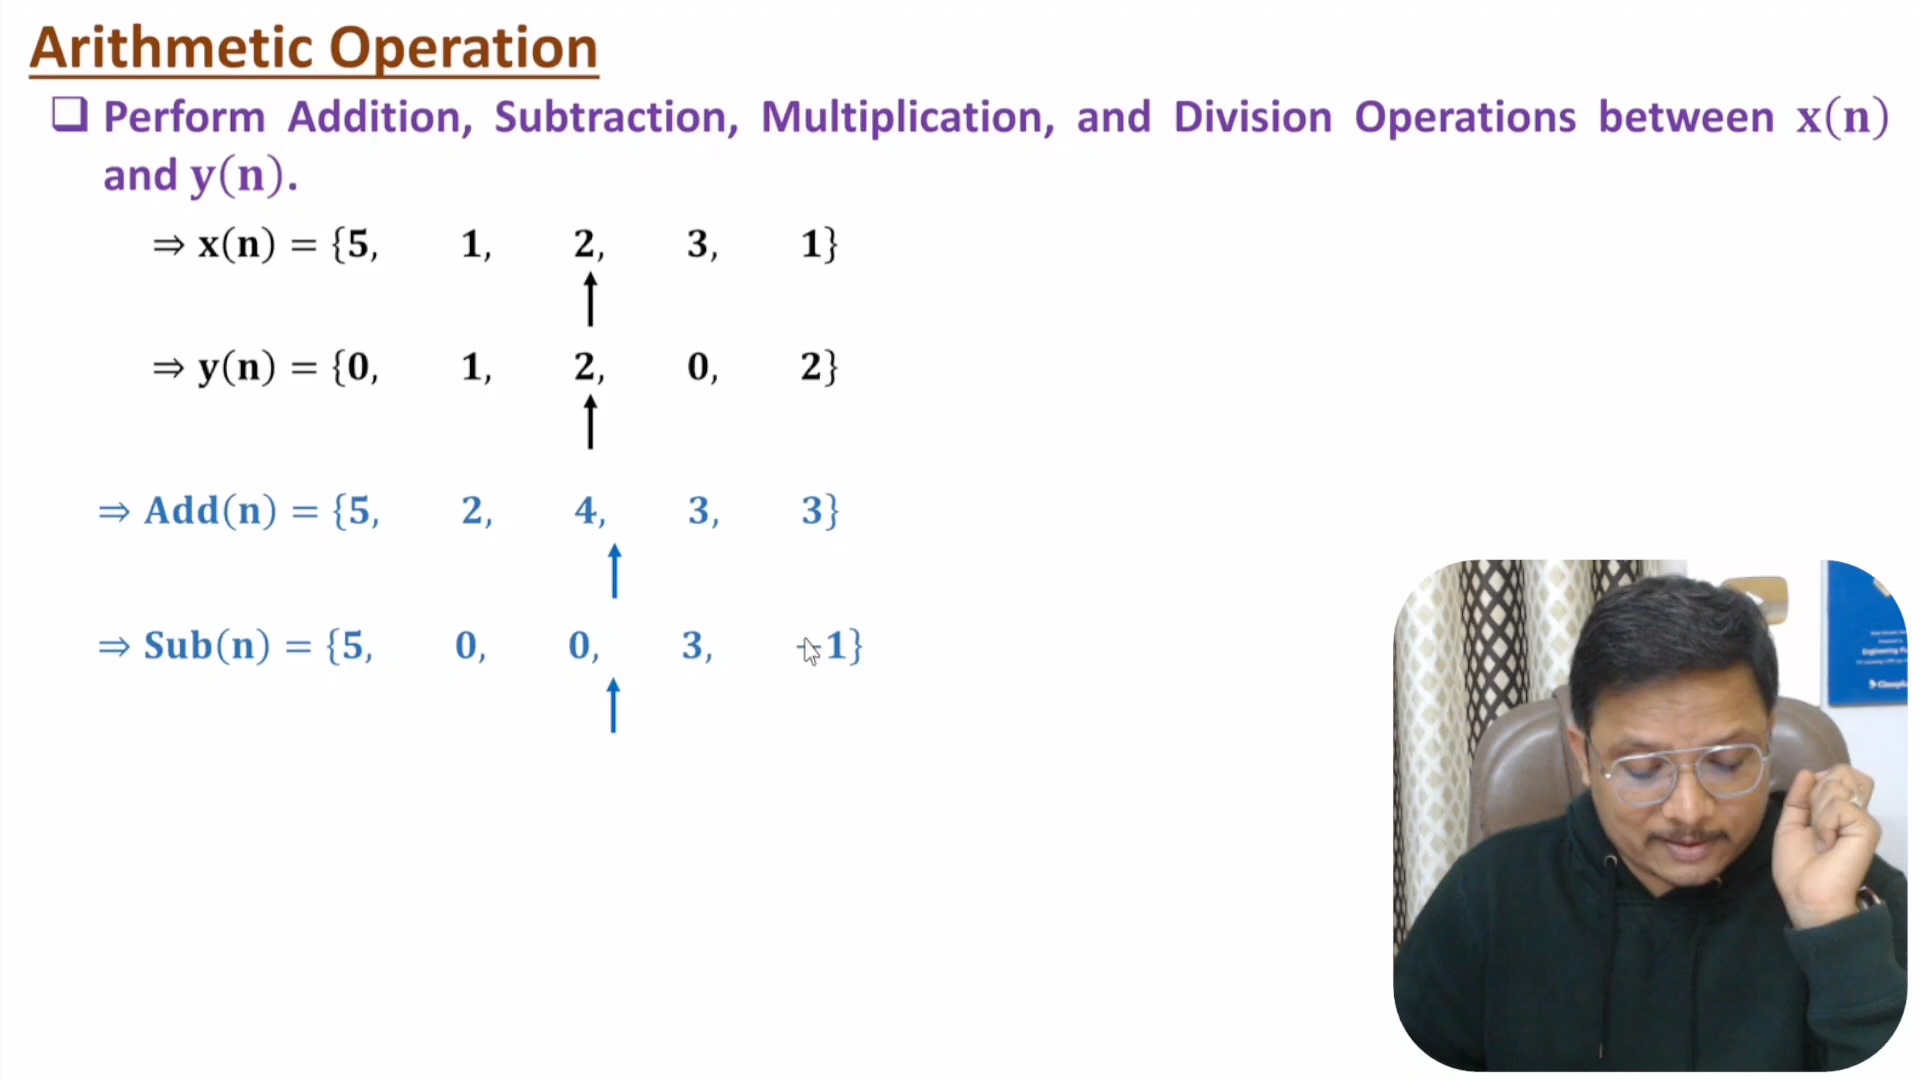 Arithmetic Operation
❑ Perform Addition, Subtraction, Multiplication, and Division Operations between x(n)
and y(n).
⇒ x(n) = {5, 1, 2, 3, 1}
↑
⇒ y(n) = {0, 1, 2, 0, 2}
↑
⇒ Add(n) = {5, 2, 4, 3, 3}
↑
⇒ Sub(n) = {5, 0, 0, 3, −1}
↑